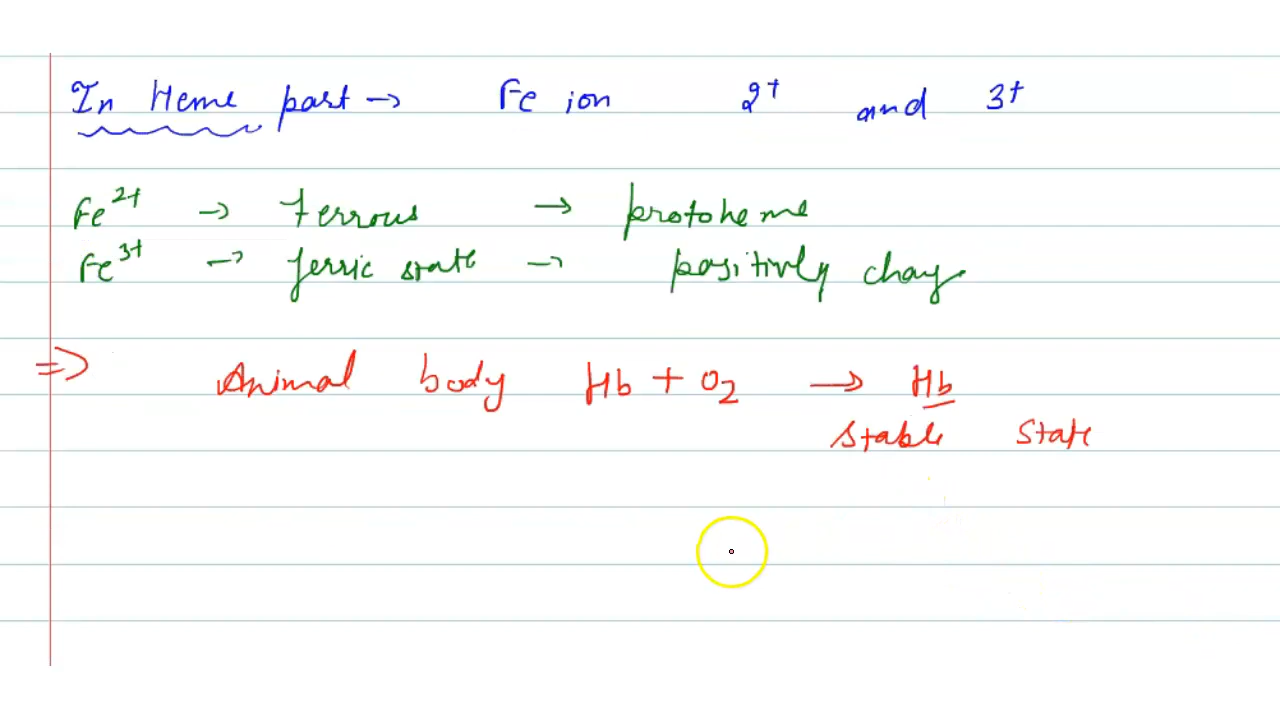 In Heme part → Fe ion 2+ and 3+
Fe²⁺ → ferrous → protoheme
Fe³⁺ → ferric state → positively charg
⇒ Animal body Hb + O₂ → Hb
stable state